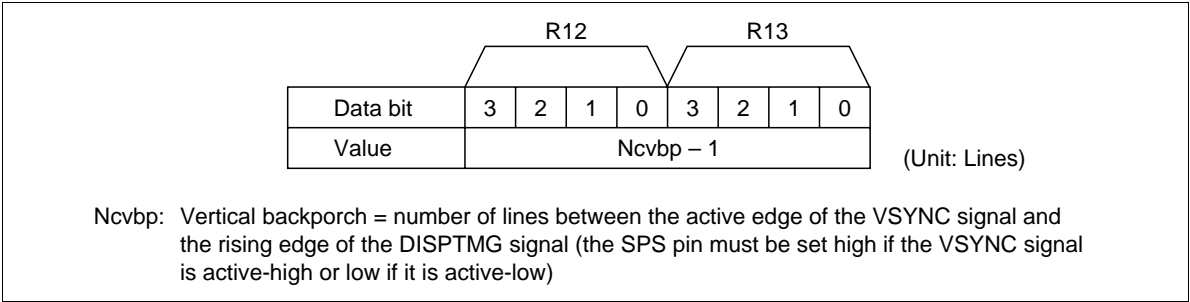 R12 R13
Data bit 3 2 1 0 3 2 1 0
Value Ncvbp – 1 (Unit: Lines)
Ncvbp: Vertical backporch = number of lines between the active edge of the VSYNC signal and
the rising edge of the DISPTMG signal (the SPS pin must be set high if the VSYNC signal
is active-high or low if it is active-low)